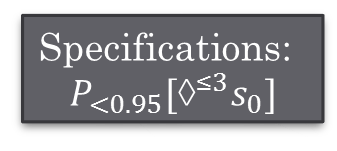 Specifications:
P<0.95[◊≤3 s0]